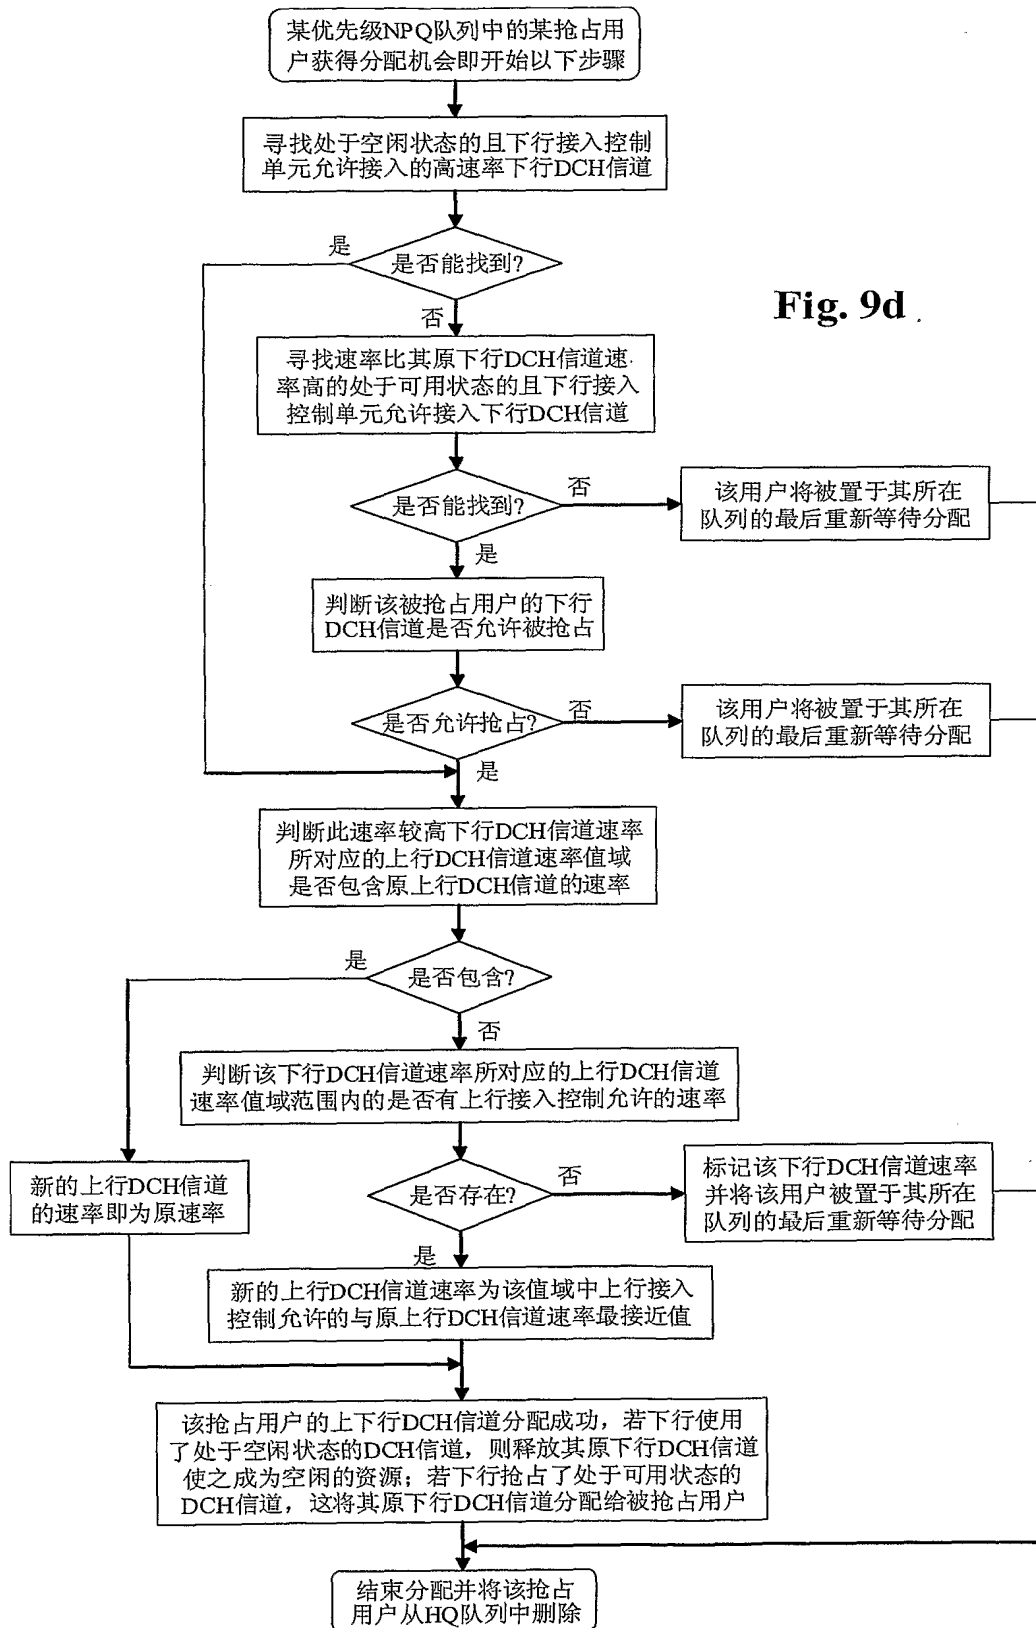 某优先级NPQ队列中的某抢占用
户获得分配机会即开始以下步骤
寻找处于空闲状态的且下行接入控制
单元允许接入的高速率下行DCH信道
是
是否能找到?
否
Fig. 9d
寻找速率比其原下行DCH信道速
率高的处于可用状态的且下行接入
控制单元允许接入下行DCH信道
是否能找到?
否
该用户将被置于其所在
队列的最后重新等待分配
是
判断该被抢占用户的下行
DCH信道是否允许被抢占
是否允许抢占?
否
该用户将被置于其所在
队列的最后重新等待分配
是
判断此速率较高下行DCH信道速率
所对应的上行DCH信道速率值域
是否包含原上行DCH信道的速率
是
是否包含?
否
判断该下行DCH信道速率所对应的上行DCH信道
速率值域范围内的是否有上行接入控制允许的速率
新的上行DCH信道
的速率即为原速率
是否存在?
否
标记该下行DCH信道速率
并将该用户被置于其所在
队列的最后重新等待分配
是
新的上行DCH信道速率为该值域中上行接入
控制允许的与原上行DCH信道速率最接近值
该抢占用户的上下行DCH信道分配成功，若下行使用
了处于空闲状态的DCH信道，则释放其原下行DCH信道
使之成为空闲的资源；若下行抢占了处于可用状态的
DCH信道，这将其原下行DCH信道分配给被抢占用户
结束分配并将该抢占
用户从HQ队列中删除